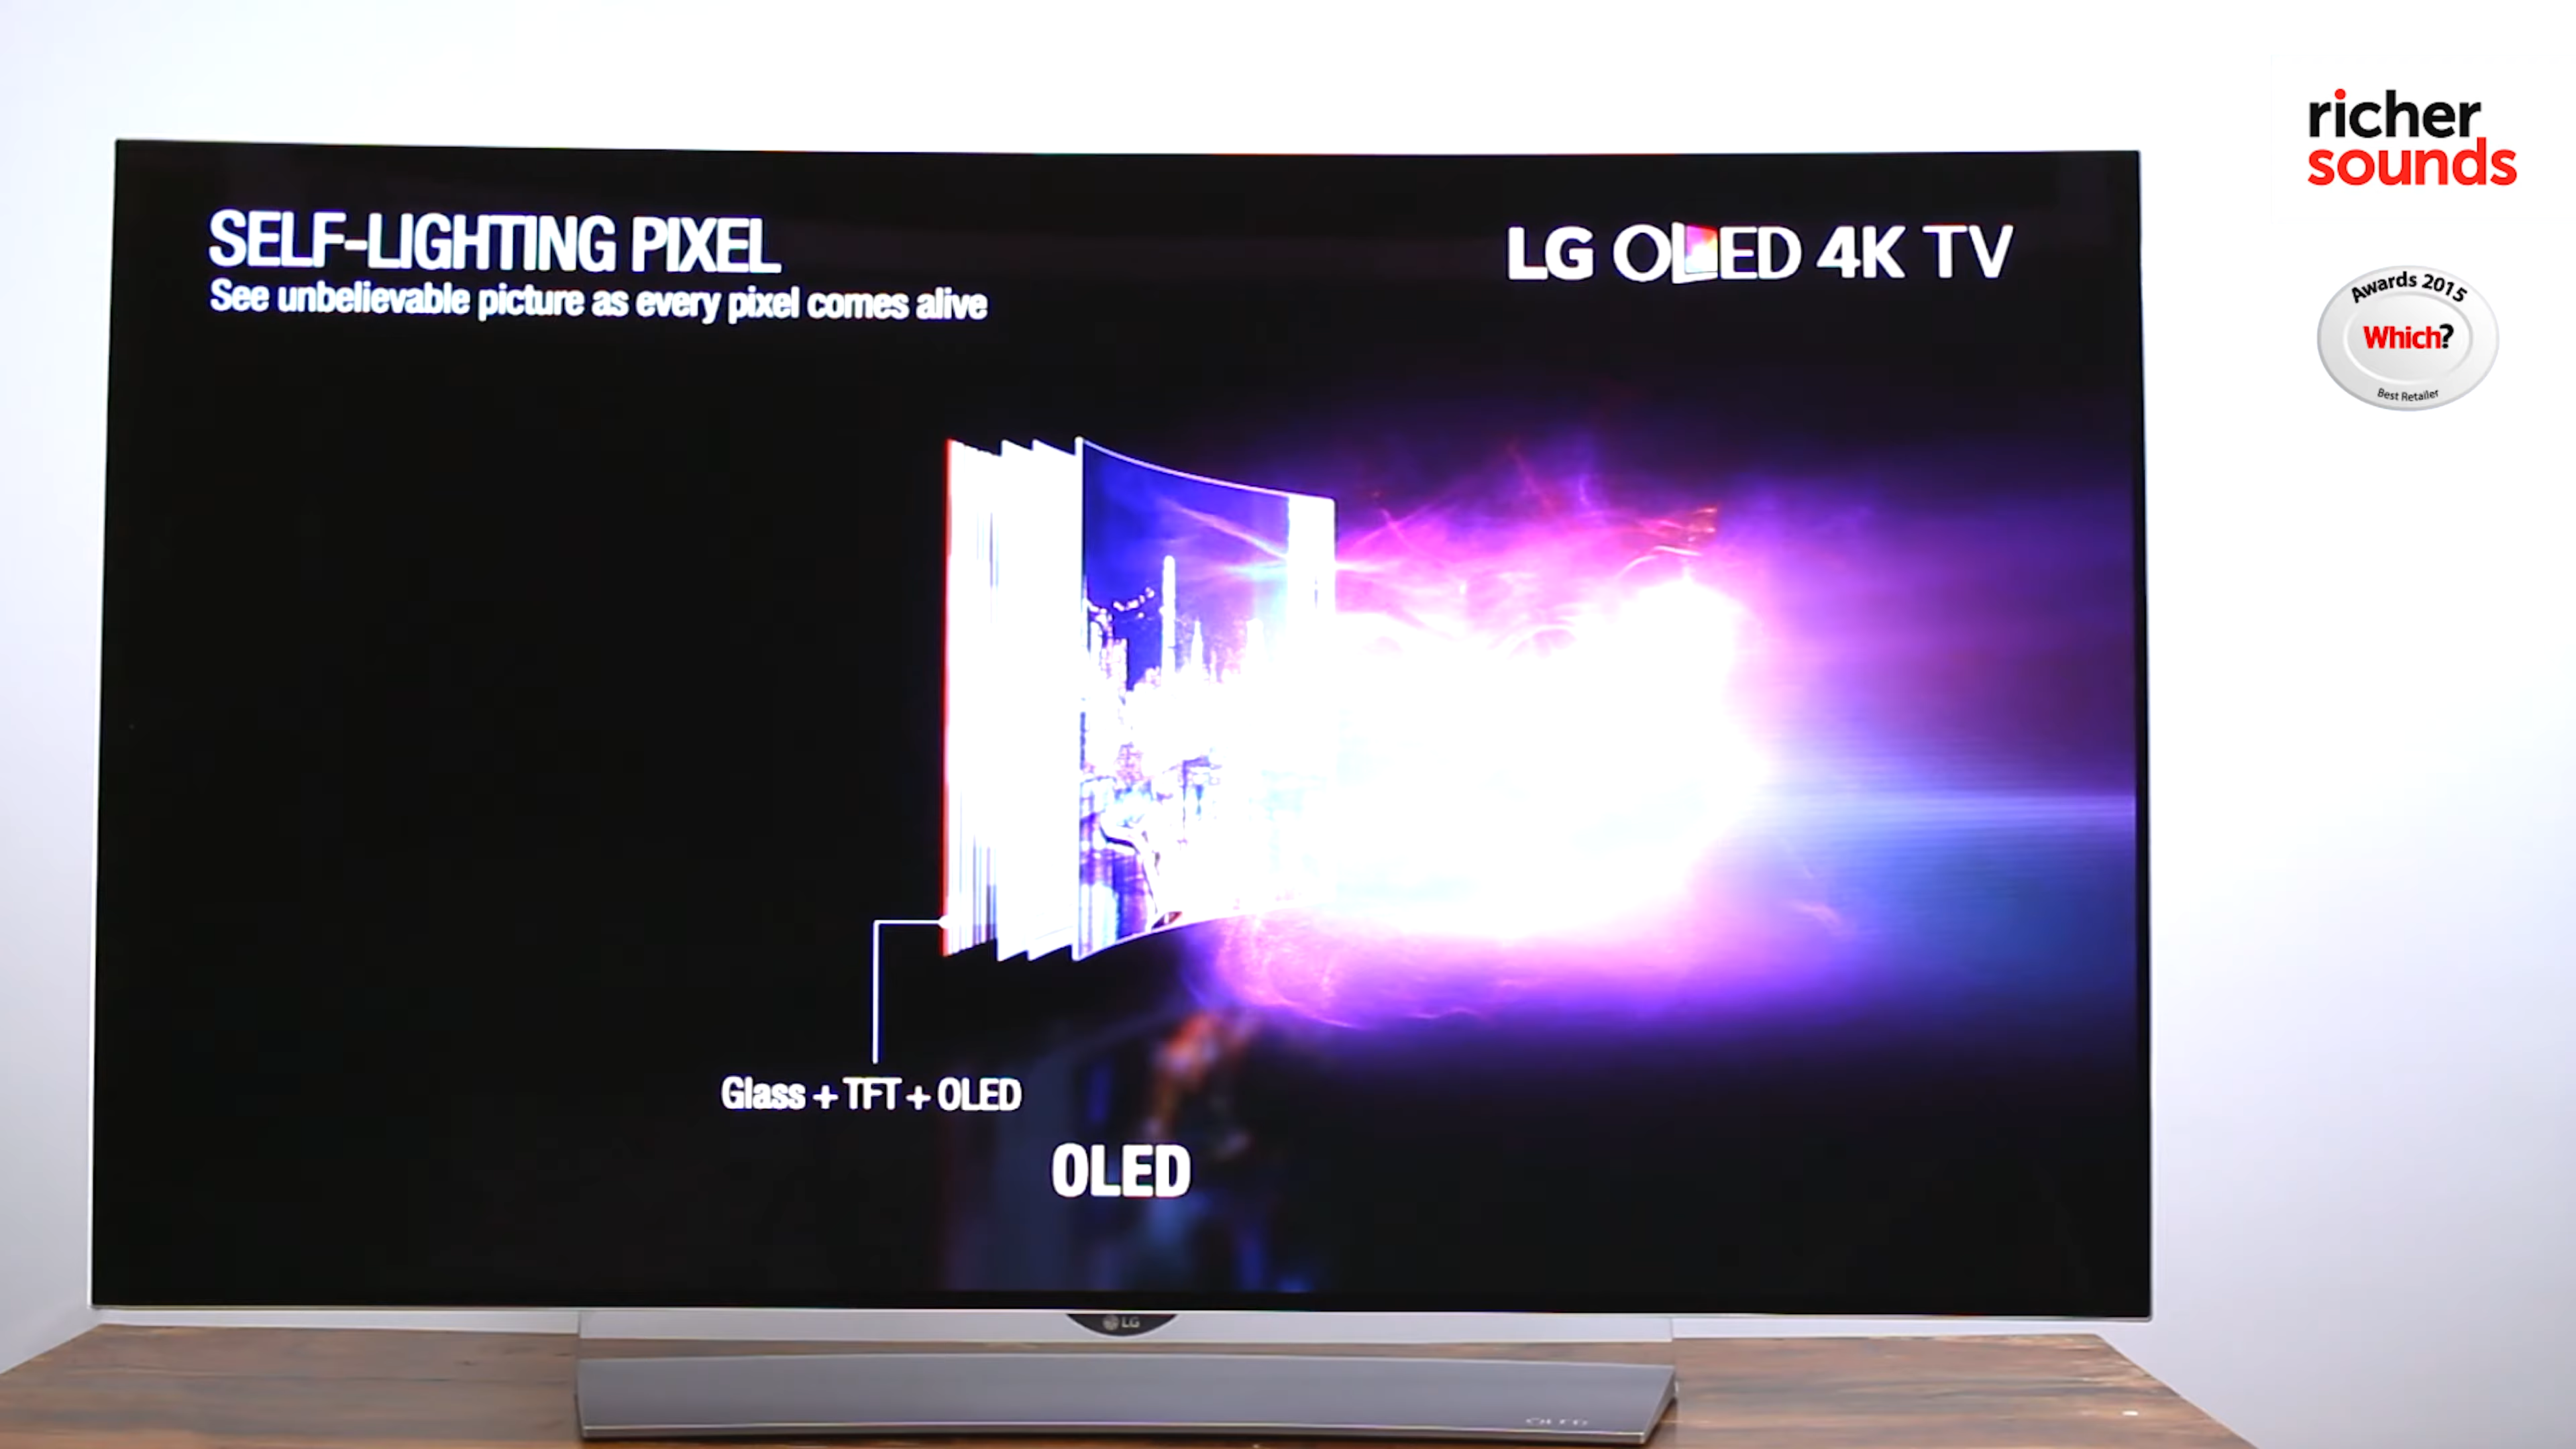 richer
sounds
SELF-LIGHTING PIXEL
See unbelievable picture as every pixel comes alive
LG OLED 4K TV
Awards 2015
Which?
Best Retailer
Glass + TFT + OLED
OLED
LG
OLED